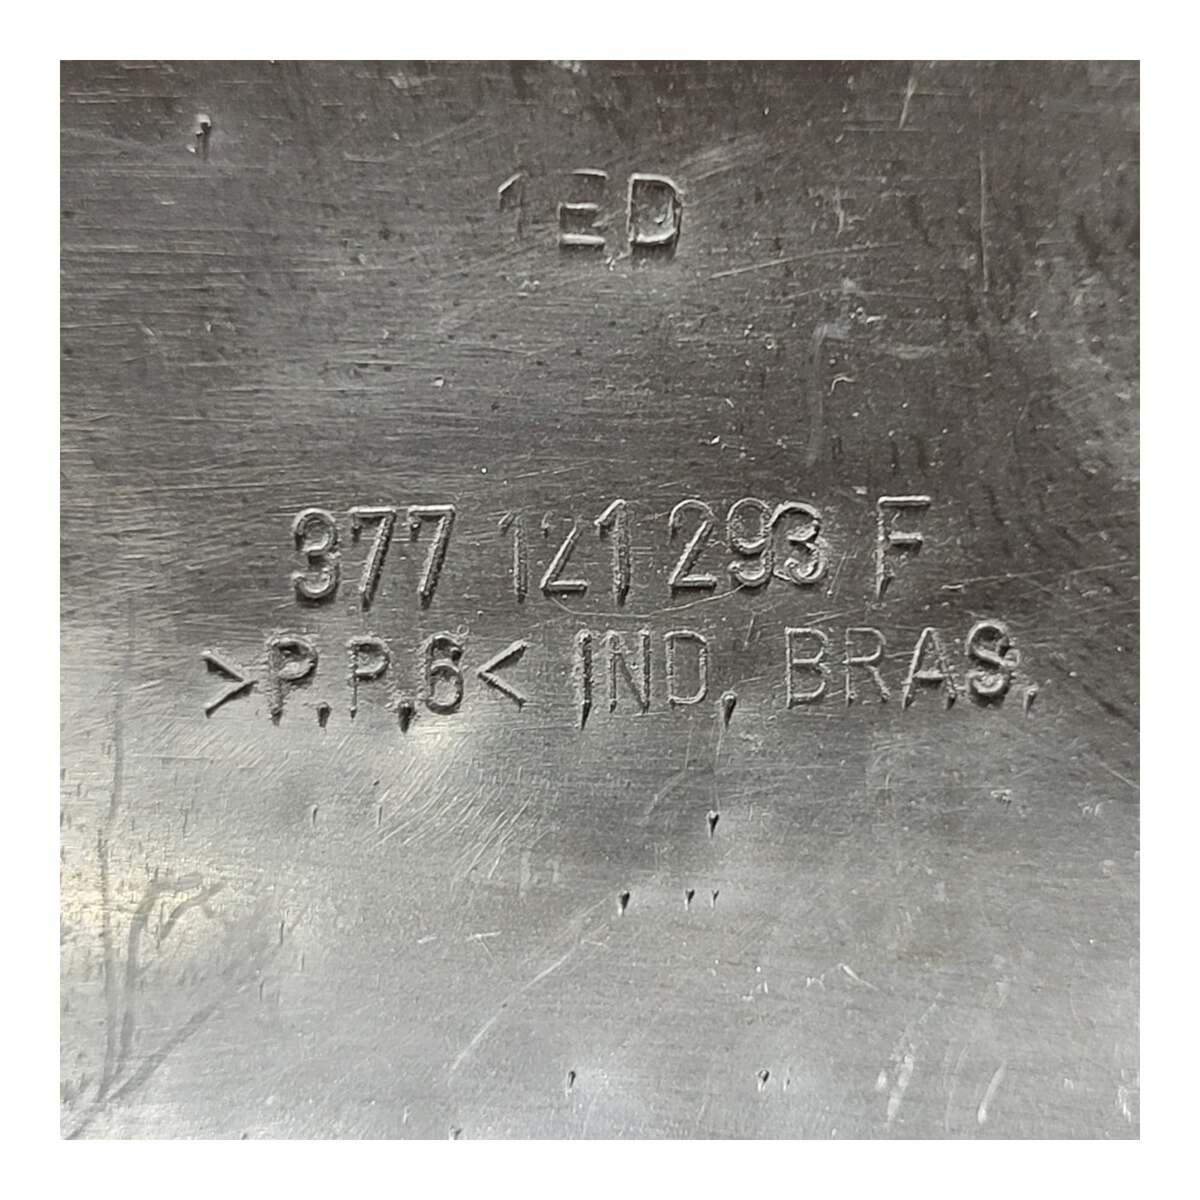 1ED
377 121 293 F
>P.P.6< IND. BRAS.